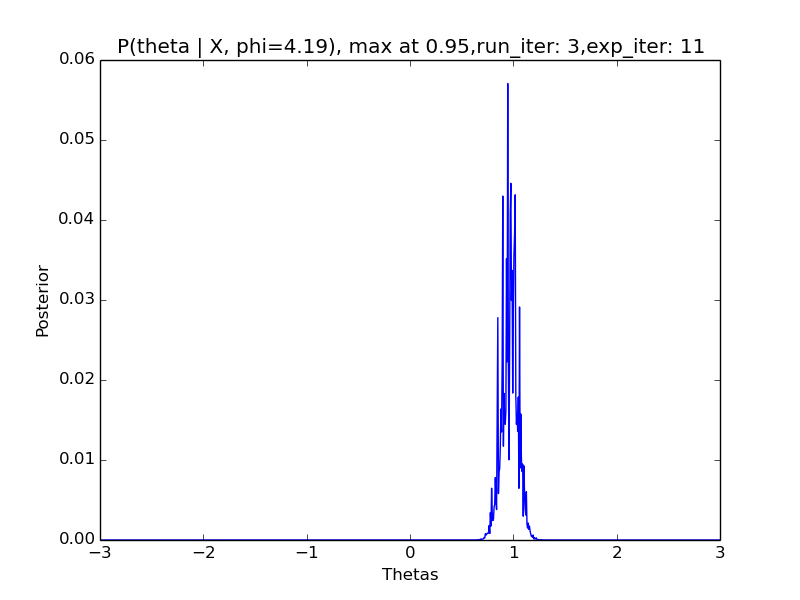 P(theta | X, phi=4.19), max at 0.95,run_iter: 3,exp_iter: 11
0.06
0.05
0.04
0.03
0.02
0.01
0.00
Posterior
−3 −2 −1 0 1 2 3
Thetas